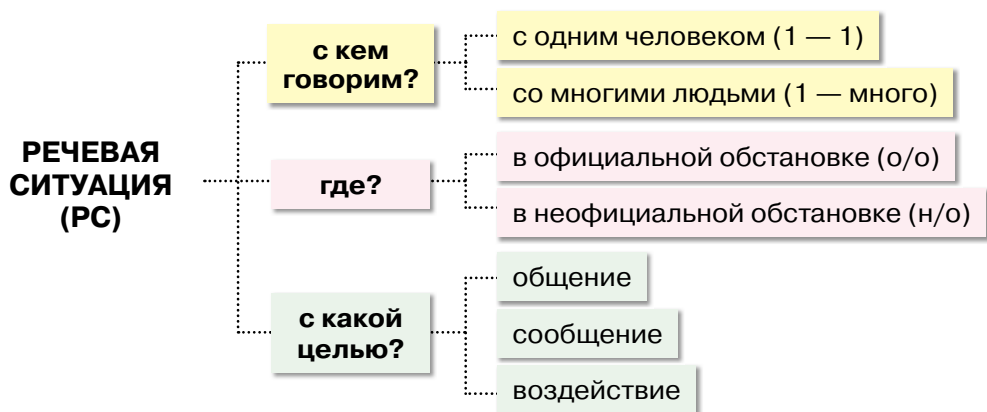 РЕЧЕВАЯ
СИТУАЦИЯ
(РС)
с кем
говорим?
с одним человеком (1 — 1)
со многими людьми (1 — много)
где?
в официальной обстановке (о/о)
в неофициальной обстановке (н/о)
с какой
целью?
общение
сообщение
воздействие